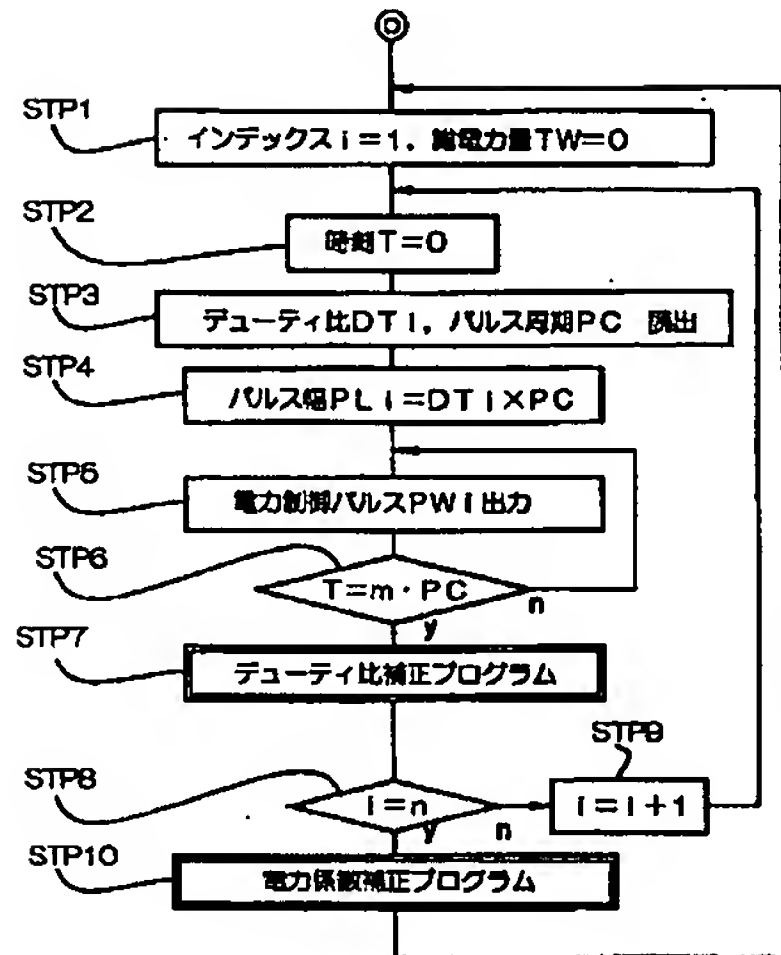 STP1
インデックスi=1, 総電力量TW=0
STP2
時刻T=0
STP3
デューティ比DTi, パルス周期PC 読出
STP4
パルス幅PLi=DTi×PC
STP5
電力制御パルスPWi出力
STP6
T=m・PC
n
y
STP7
デューティ比補正プログラム
STP9
STP8
i=n
i=i+1
y
n
STP10
電力係数補正プログラム